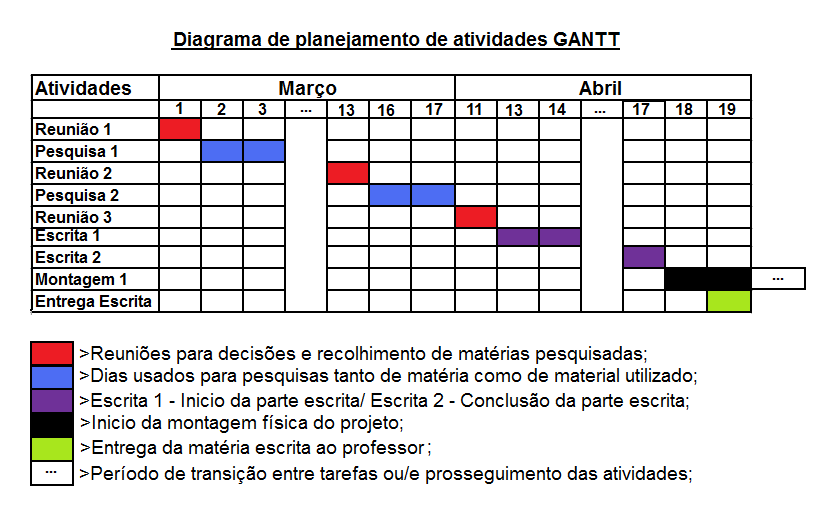 Diagrama de planejamento de atividades GANTT
Atividades Março Abril
1 2 3 ... 13 16 17 11 13 14 ... 17 18 19
Reunião 1
Pesquisa 1
Reunião 2
Pesquisa 2
Reunião 3
Escrita 1
Escrita 2
Montagem 1 ...
Entrega Escrita
>Reuniões para decisões e recolhimento de matérias pesquisadas;
>Dias usados para pesquisas tanto de matéria como de material utilizado;
>Escrita 1 - Inicio da parte escrita/ Escrita 2 - Conclusão da parte escrita;
>Inicio da montagem física do projeto;
>Entrega da matéria escrita ao professor;
... >Período de transição entre tarefas ou/e prosseguimento das atividades;